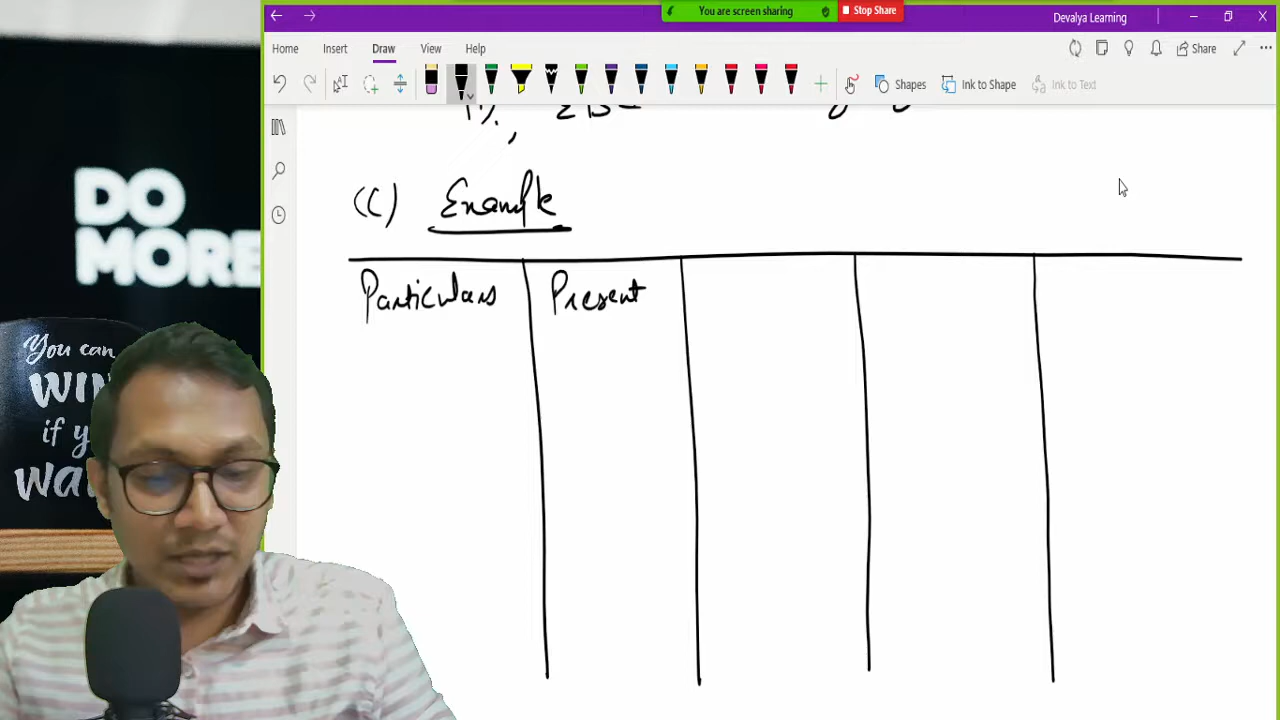 You are screen sharing
Stop Share
Devalya Learning
Home Insert Draw View Help
Share
Shapes
Ink to Shape
Ink to Text
1%,
(C) Example
Particulars Present
DO
MORE
You can
WIN
if y
wa